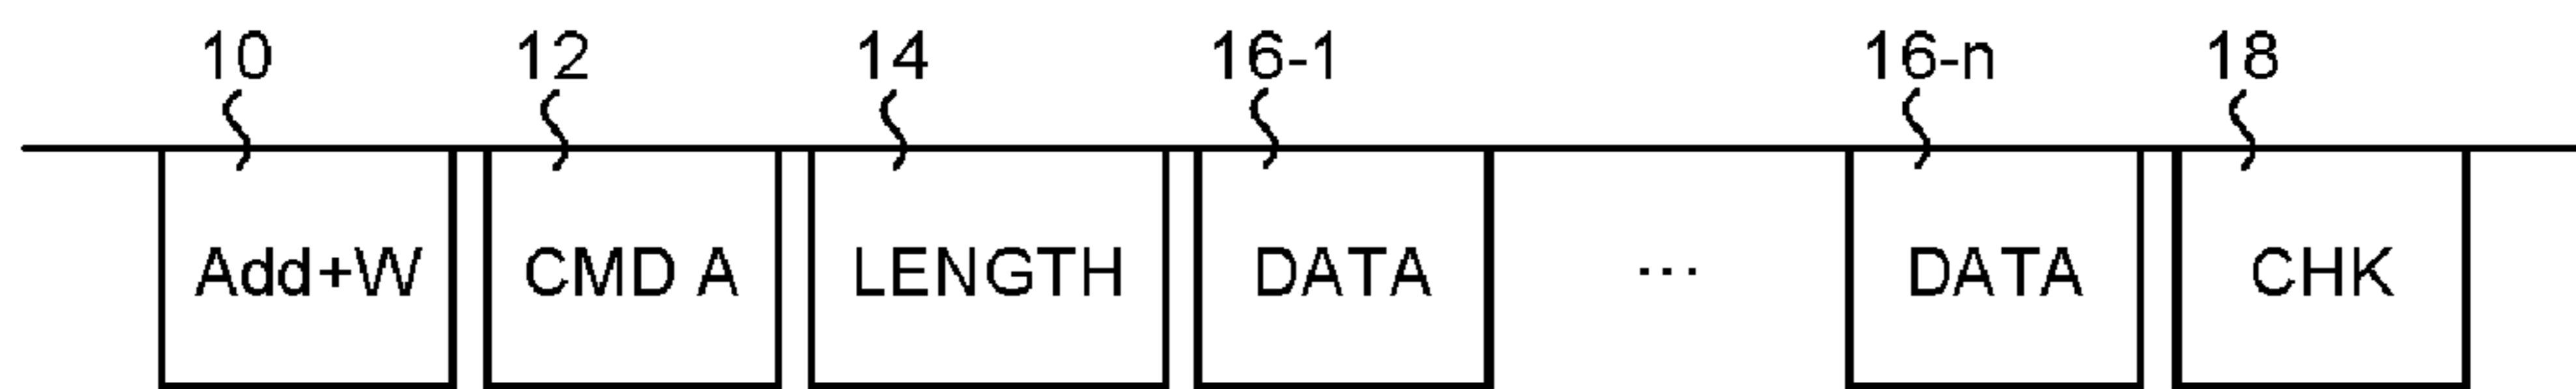 10 12 14 16-1 16-n 18
Add+W CMD A LENGTH DATA ... DATA CHK